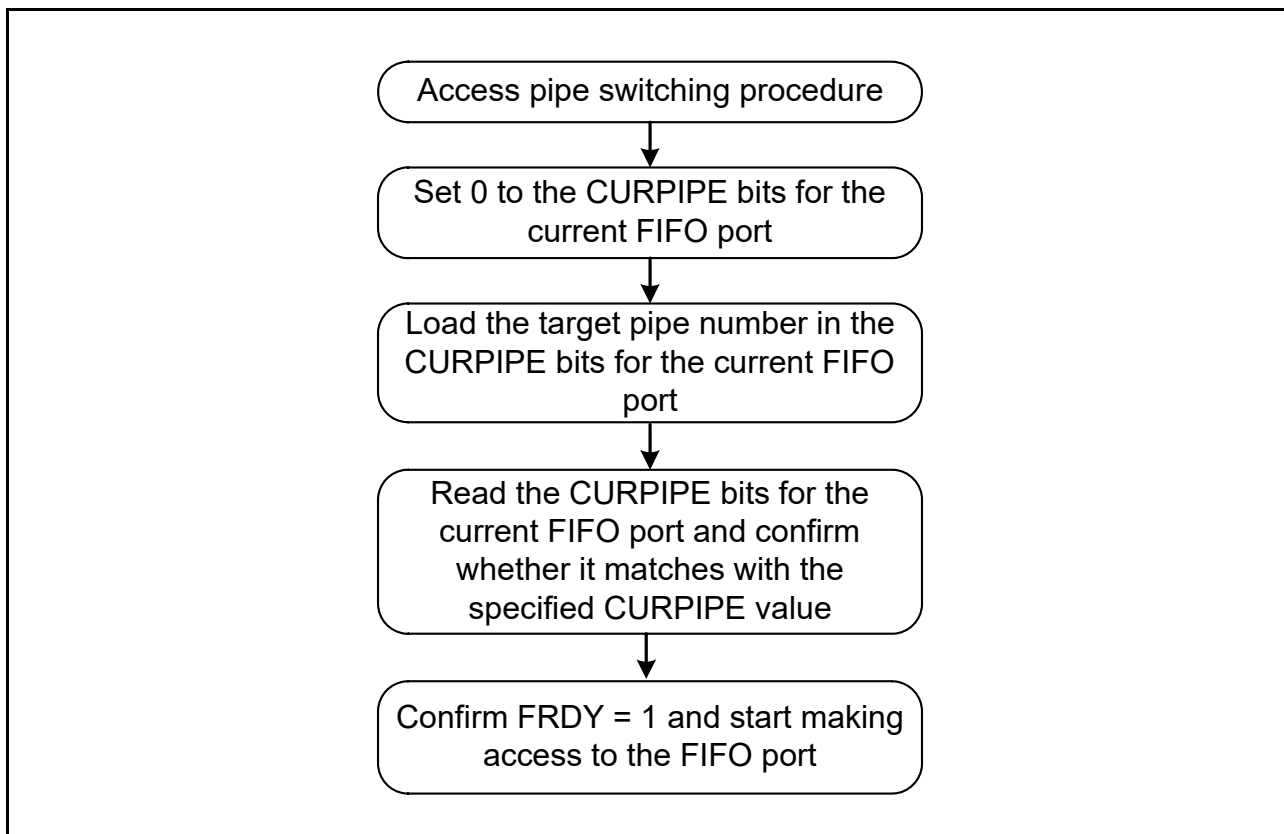 Access pipe switching procedure
Set 0 to the CURPIPE bits for the
current FIFO port
Load the target pipe number in the
CURPIPE bits for the current FIFO
port
Read the CURPIPE bits for the
current FIFO port and confirm
whether it matches with the
specified CURPIPE value
Confirm FRDY = 1 and start making
access to the FIFO port